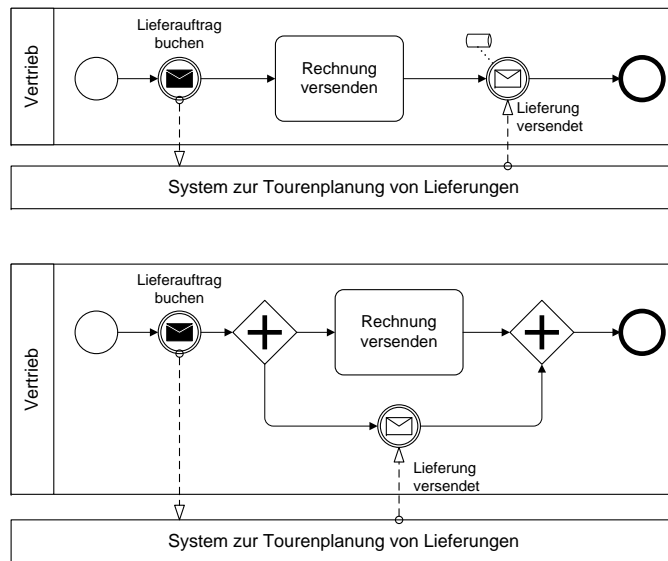 Lieferauftrag
buchen
Vertrieb
Rechnung
versenden
Lieferung
versendet
System zur Tourenplanung von Lieferungen
Lieferauftrag
buchen
Vertrieb
Rechnung
versenden
Lieferung
versendet
System zur Tourenplanung von Lieferungen